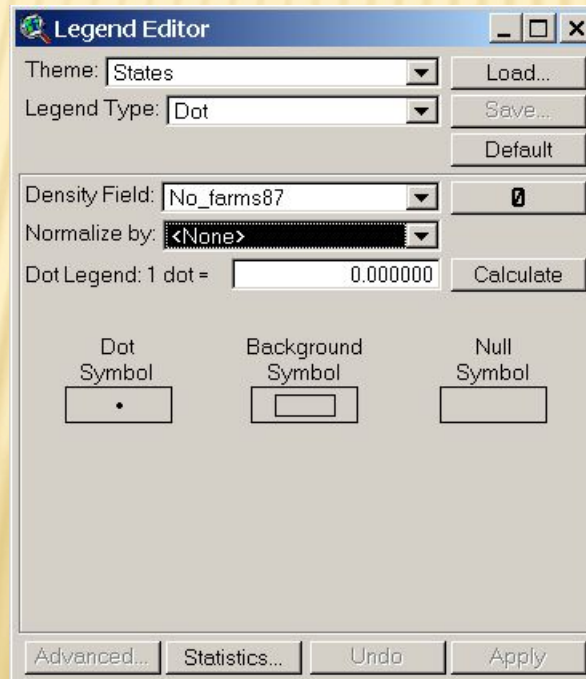 Legend Editor
Theme: States Load...
Legend Type: Dot Save...
Default
Density Field: No_farms87 0
Normalize by: <None>
Dot Legend: 1 dot = 0.000000 Calculate
Dot Background Null
Symbol Symbol Symbol
Advanced... Statistics... Undo Apply